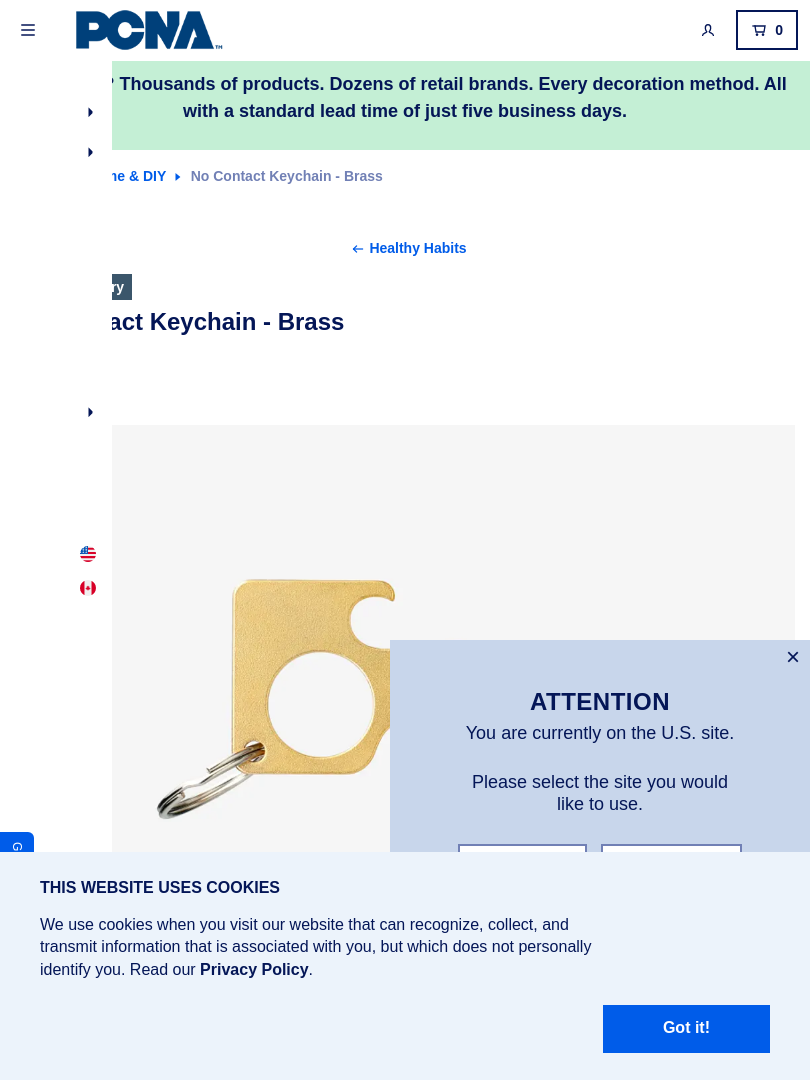 PCNA™
0
? Thousands of products. Dozens of retail brands. Every decoration method. All
with a standard lead time of just five business days.
& DIY
No Contact Keychain - Brass
Healthy Habits
Keychain - Brass
ATTENTION
You are currently on the U.S. site.
Please select the site you would
like to use.
G
THIS WEBSITE USES COOKIES
We use cookies when you visit our website that can recognize, collect, and
transmit information that is associated with you, but which does not personally
identify you. Read our Privacy Policy.
Got it!